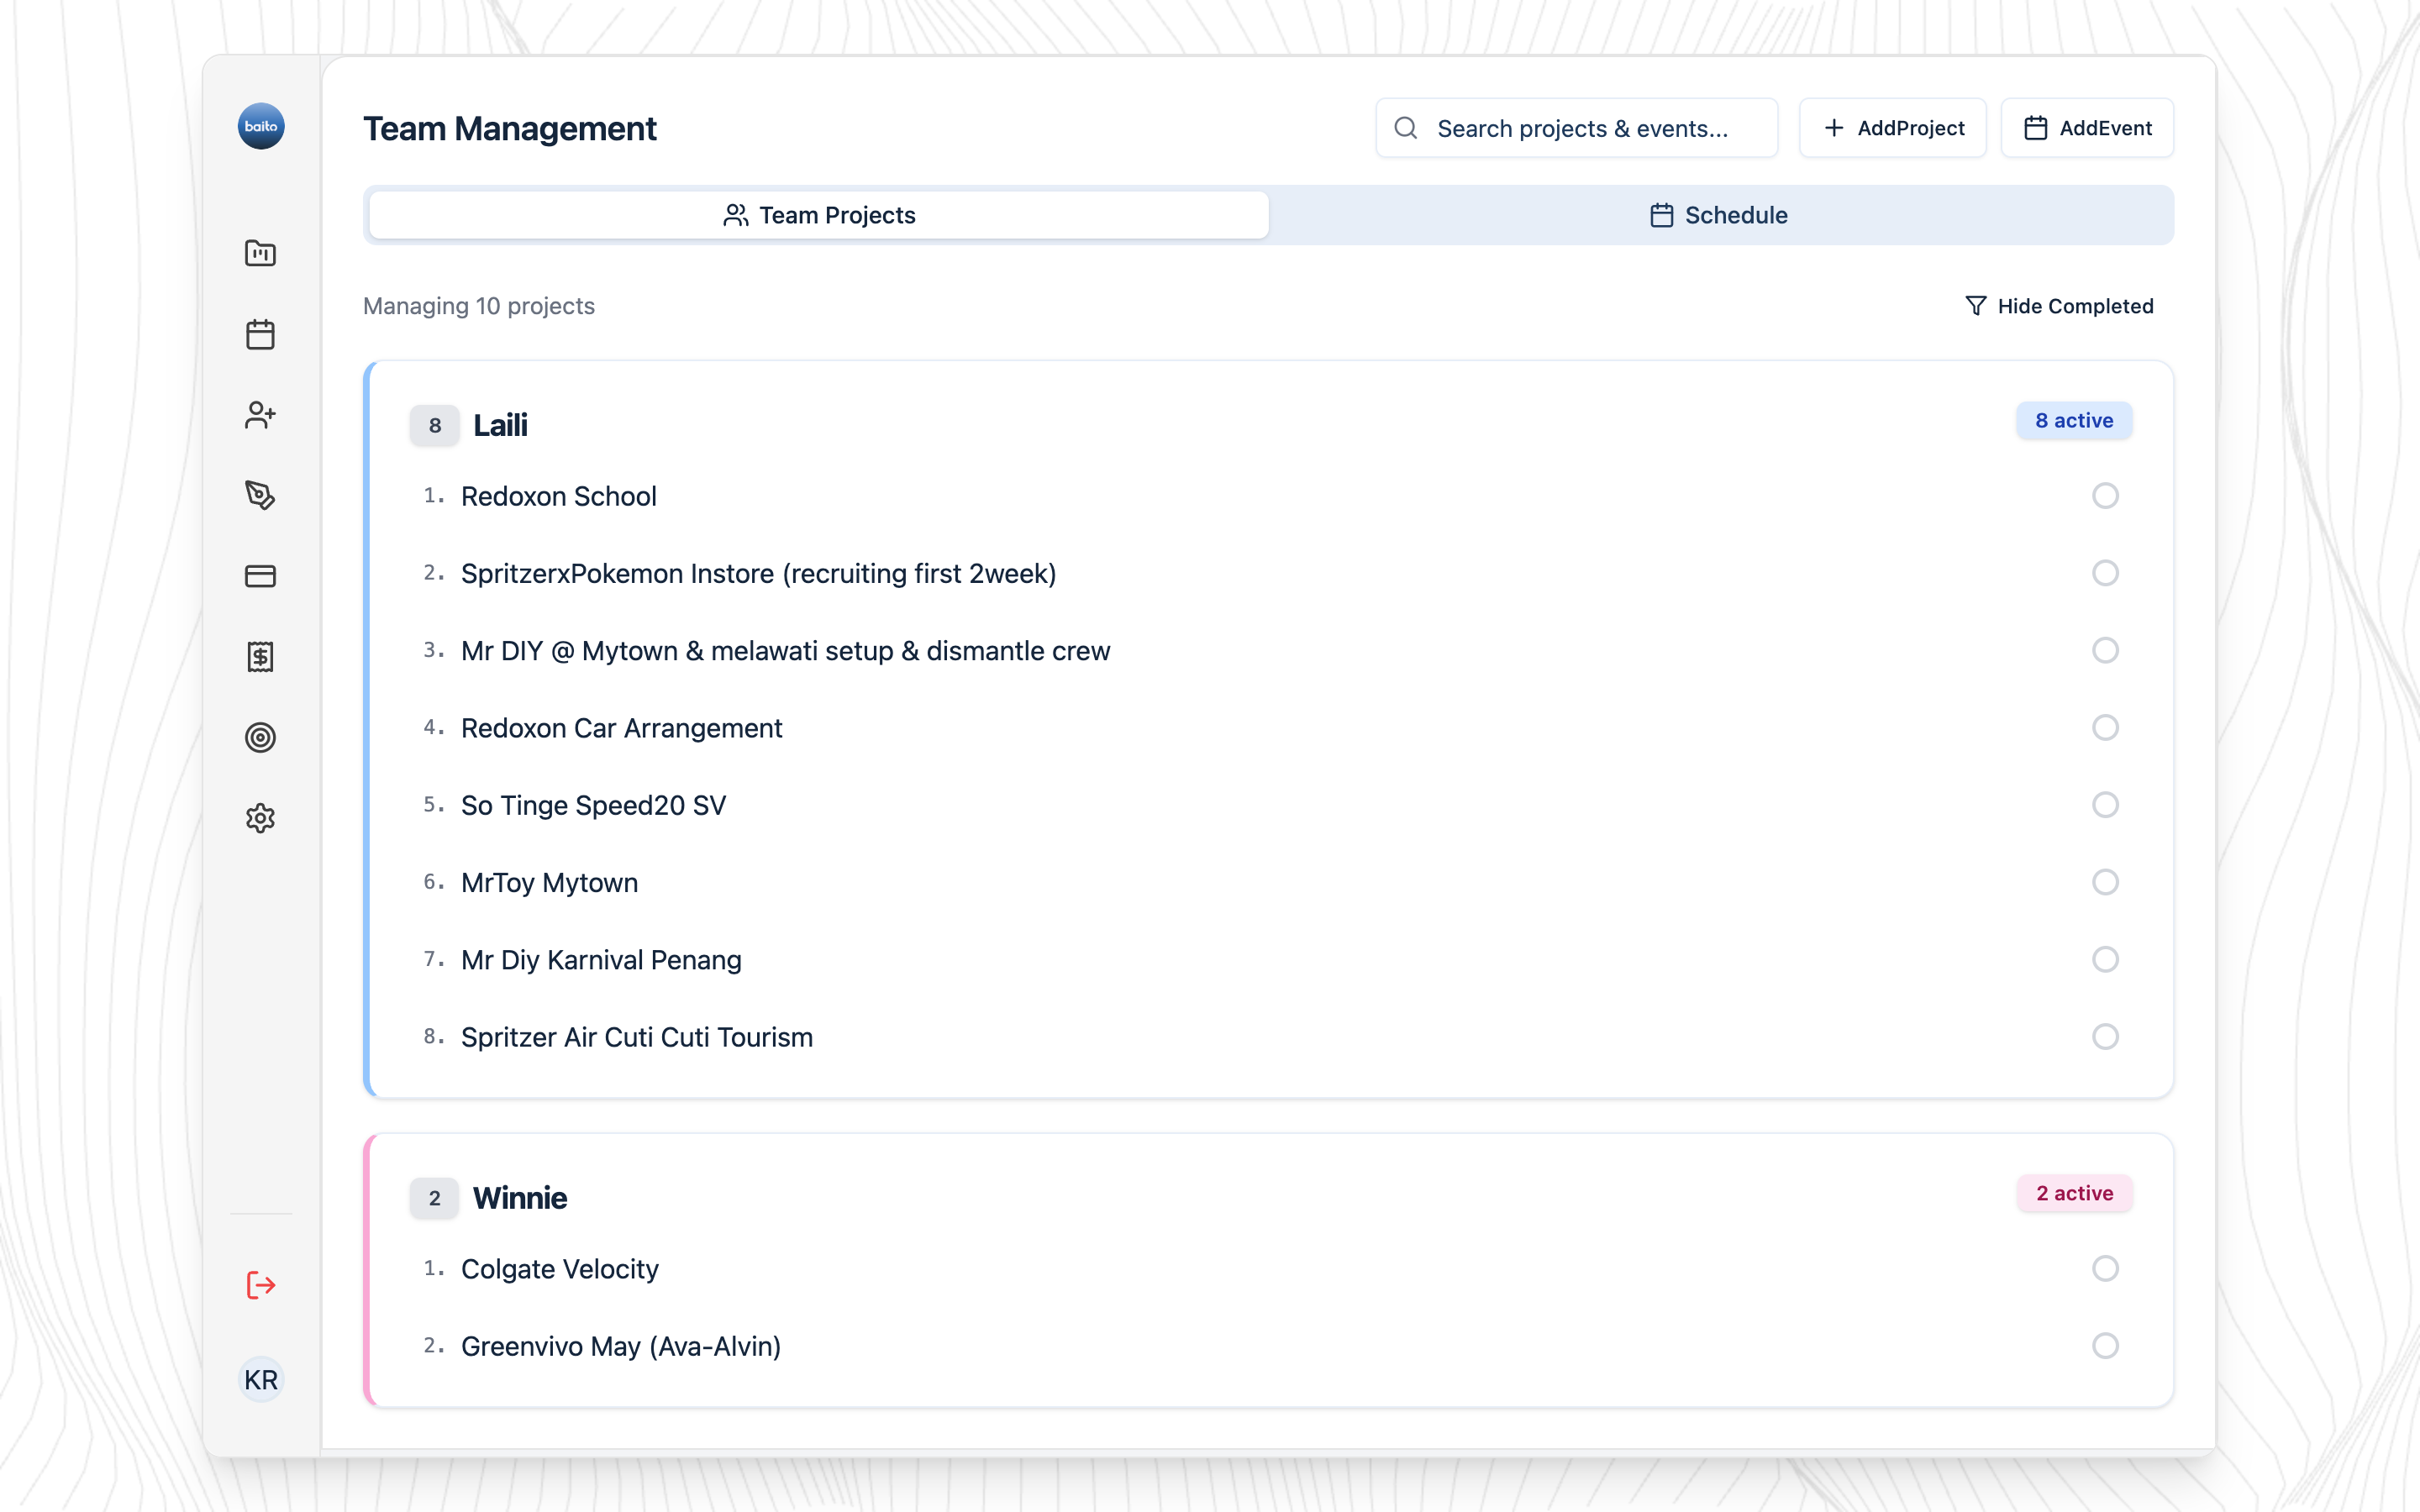 baito
Team Management
Search projects & events...
AddProject
AddEvent
Team Projects
Schedule
Managing 10 projects
Hide Completed
8 Laili 8 active
1. Redoxon School
2. SpritzerxPokemon Instore (recruiting first 2week)
3. Mr DIY @ Mytown & melawati setup & dismantle crew
4. Redoxon Car Arrangement
5. So Tinge Speed20 SV
6. MrToy Mytown
7. Mr Diy Karnival Penang
8. Spritzer Air Cuti Cuti Tourism
2 Winnie 2 active
1. Colgate Velocity
2. Greenvivo May (Ava-Alvin)
KR